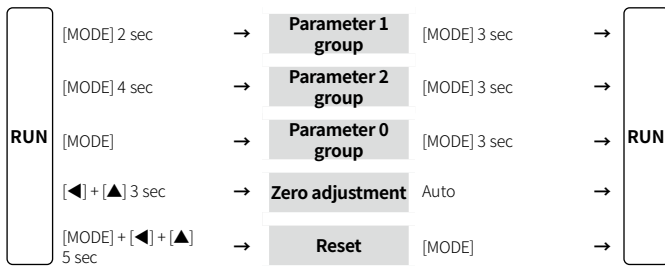 RUN
[MODE] 2 sec → Parameter 1 group [MODE] 3 sec →
[MODE] 4 sec → Parameter 2 group [MODE] 3 sec →
[MODE] → Parameter 0 group [MODE] 3 sec →
[◀] + [▲] 3 sec → Zero adjustment Auto →
[MODE] + [◀] + [▲] 5 sec → Reset [MODE] →
RUN